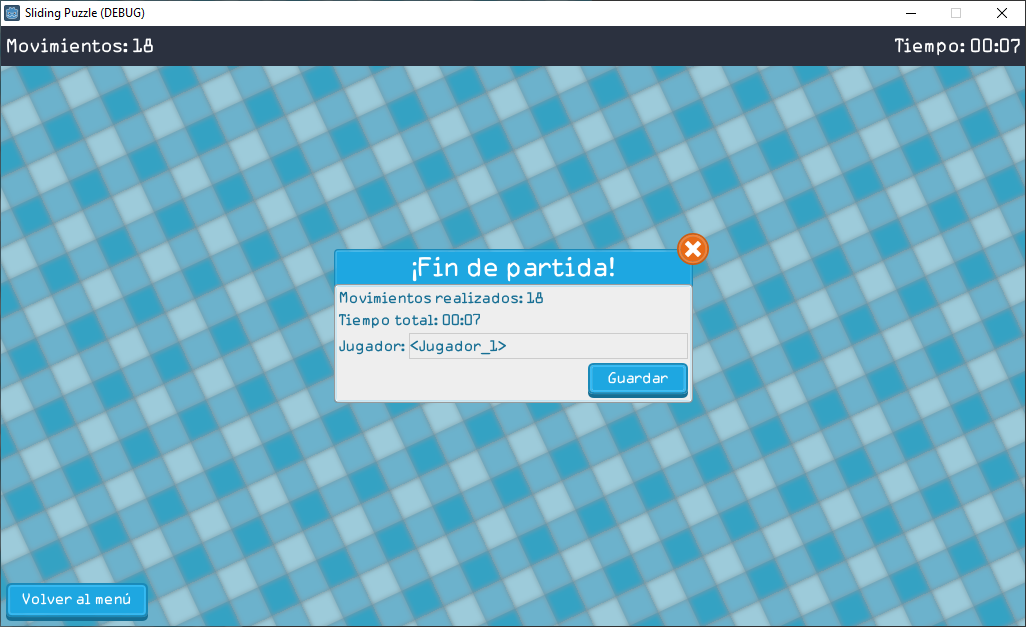 Sliding Puzzle (DEBUG)
Movimientos: 18
Tiempo: 00:07
¡Fin de partida!
Movimientos realizados: 18
Tiempo total: 00:07
Jugador: <Jugador_1>
Guardar
Volver al menú